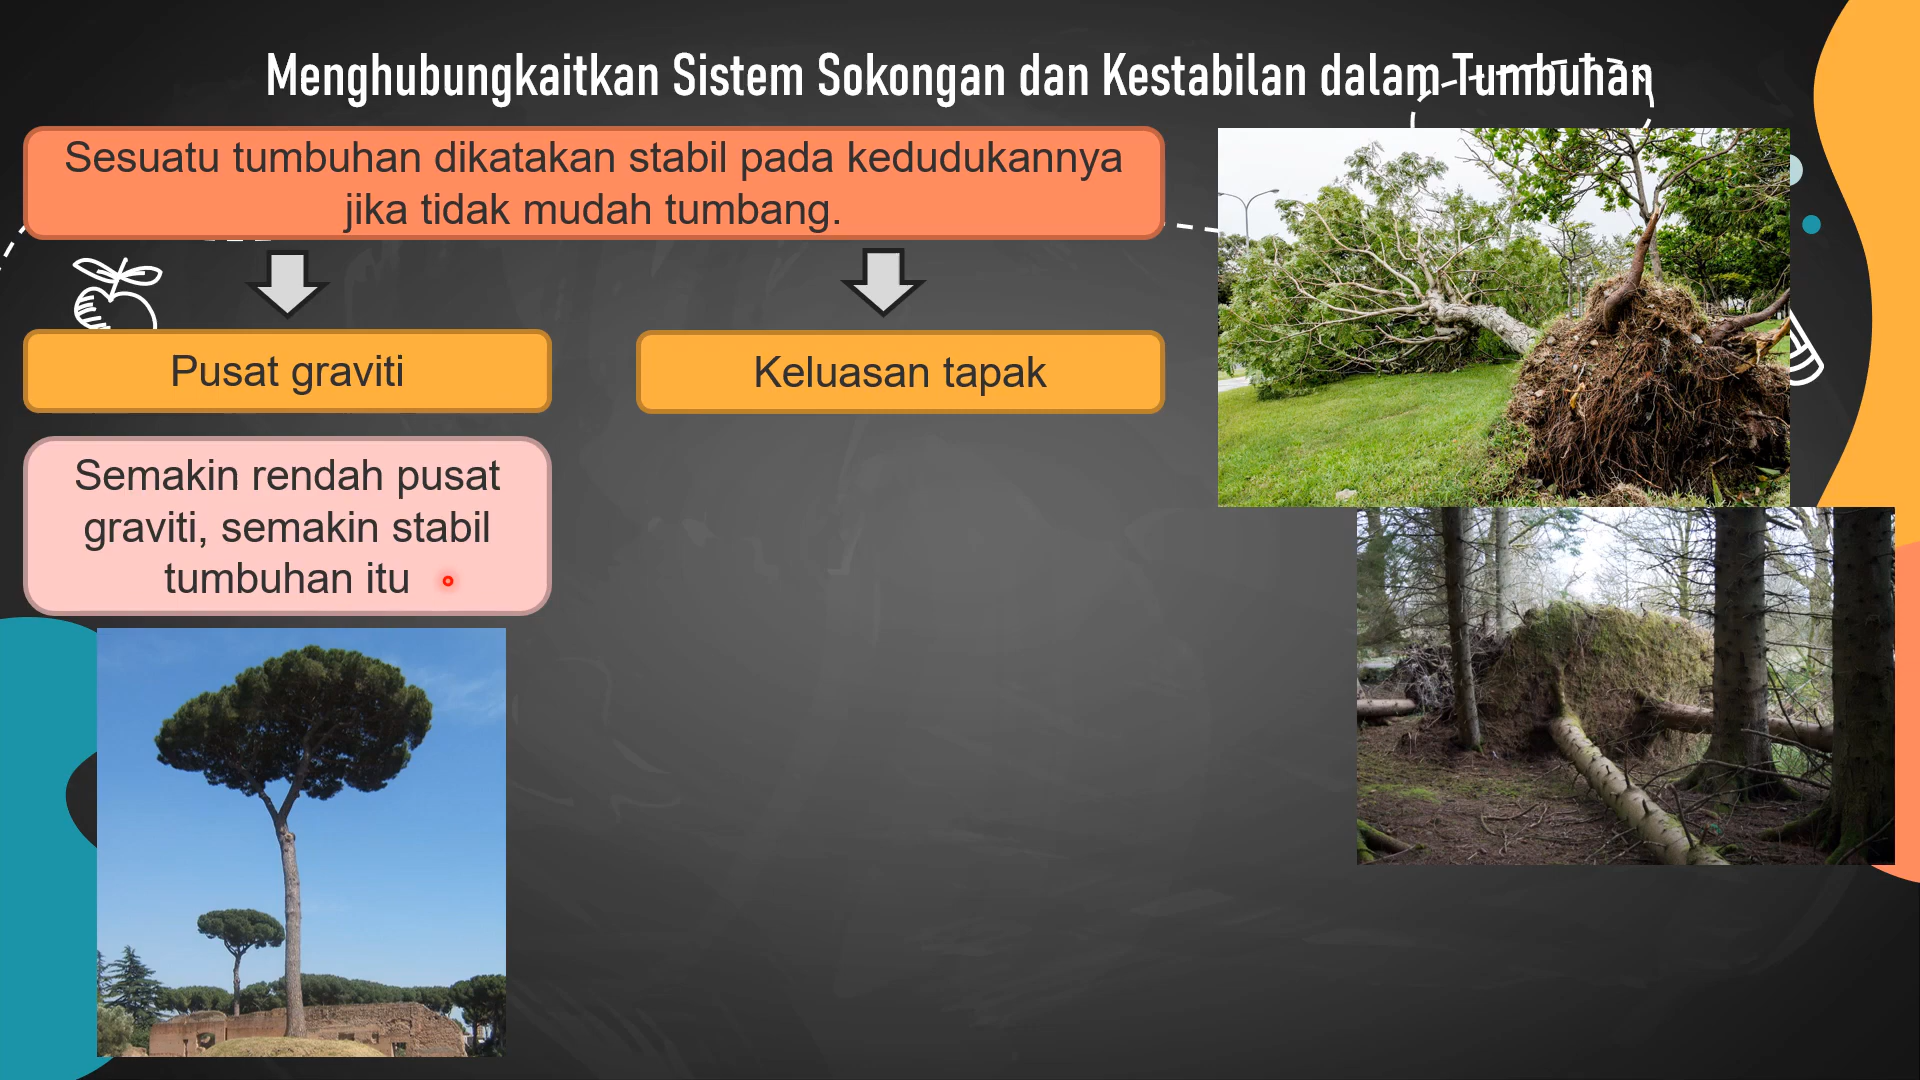 Menghubungkaitkan Sistem Sokongan dan Kestabilan dalam Tumbuhan
Sesuatu tumbuhan dikatakan stabil pada kedudukannya
jika tidak mudah tumbang.
Pusat graviti
Keluasan tapak
Semakin rendah pusat
graviti, semakin stabil
tumbuhan itu